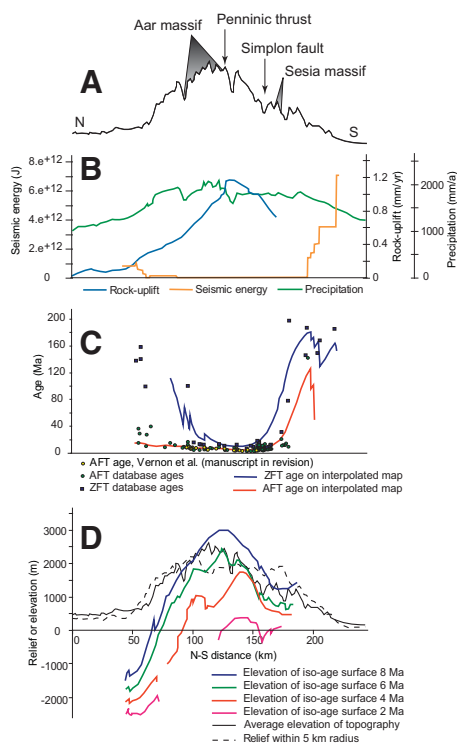 Aar massif
Penninic thrust
Simplon fault
Sesia massif
A
N
S
B
Seismic energy (J)
8.e+12
6.e+12
4.e+12
2.e+12
0
1.2
0.8
0.4
0
Rock-uplift (mm/yr)
2000
1000
0
Precipitation (mm/a)
Rock-uplift
Seismic energy
Precipitation
C
Age (Ma)
200
160
120
80
40
0
AFT age, Vernon et al. (manuscript in revision)
AFT database ages
ZFT database ages
ZFT age on interpolated map
AFT age on interpolated map
D
Relief or elevation (m)
3000
2000
1000
0
-1000
-2000
0
50
100
150
200
N-S distance (km)
Elevation of iso-age surface 8 Ma
Elevation of iso-age surface 6 Ma
Elevation of iso-age surface 4 Ma
Elevation of iso-age surface 2 Ma
Average elevation of topography
Relief within 5 km radius